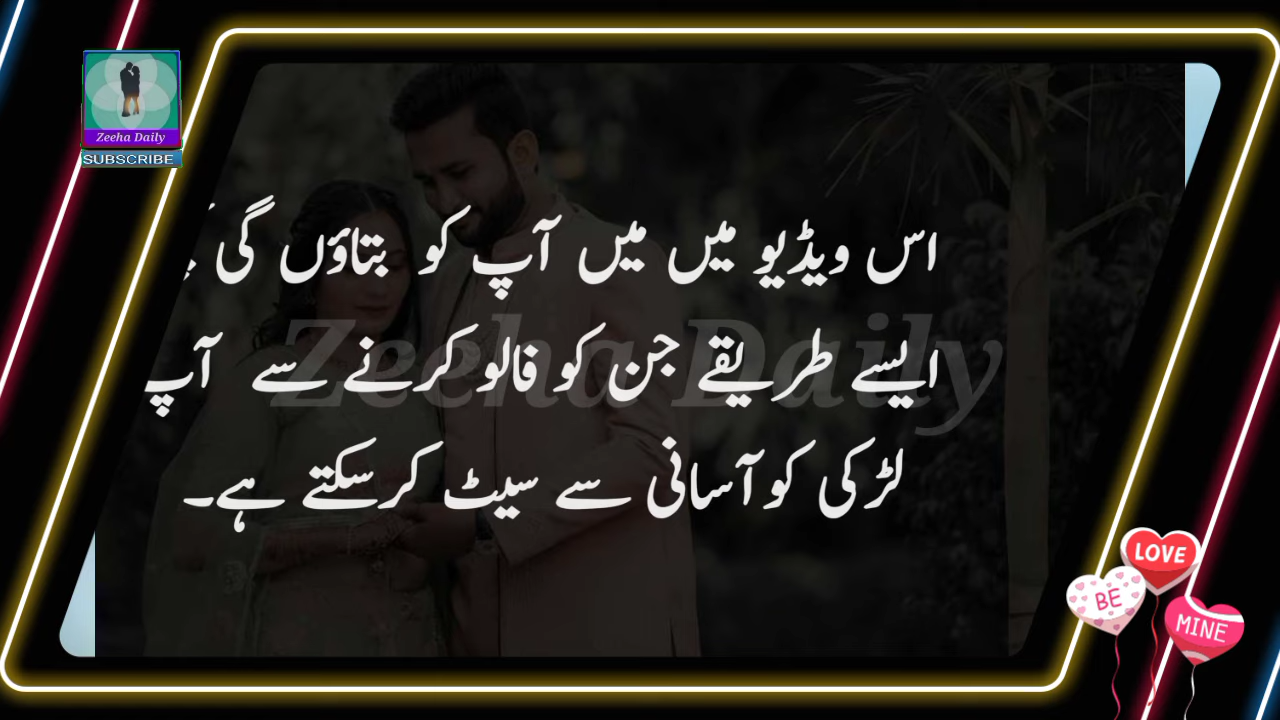 Zeeha Daily
SUBSCRIBE
اس ویڈیو میں میں آپ کو بتاؤں گی
ایسے طریقے جن کو فالو کرنے سے آپ
لڑکی کو آسانی سے سیٹ کرسکتے ہے۔
Zeeha Daily
LOVE
BE
MINE